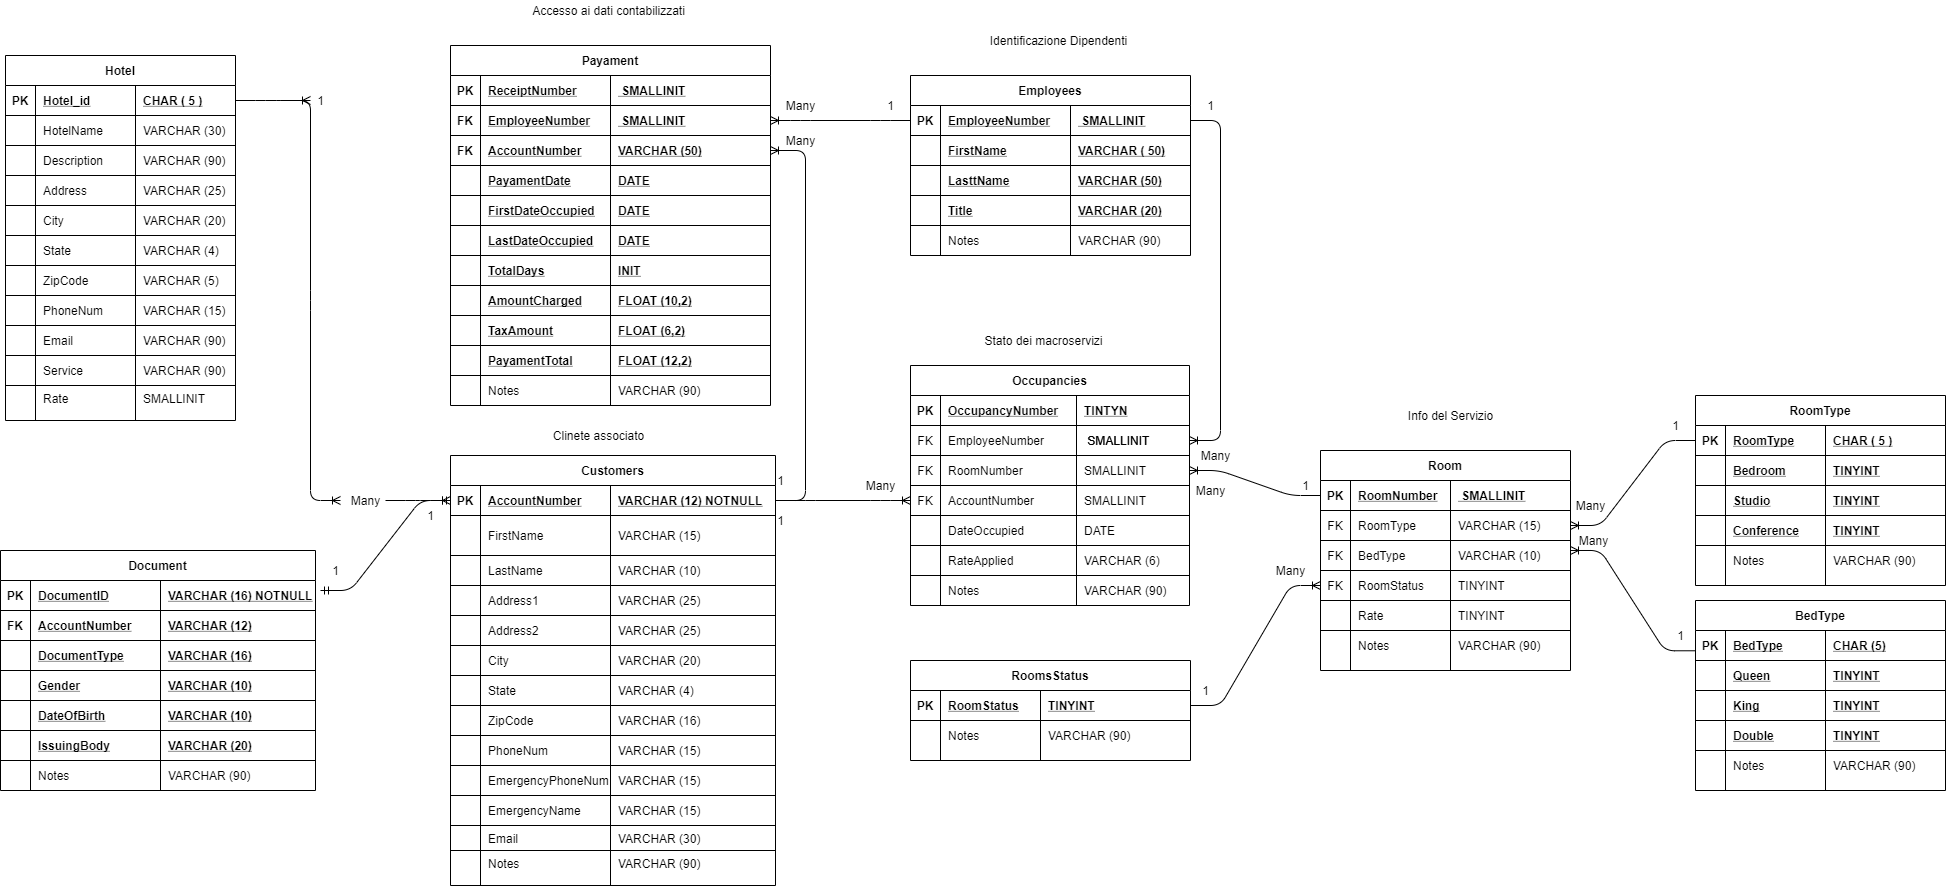 Accesso ai dati contabilizzati
Identificazione Dipendenti
Hotel
PK Hotel_id CHAR ( 5 )
HotelName VARCHAR (30)
Description VARCHAR (90)
Address VARCHAR (25)
City VARCHAR (20)
State VARCHAR (4)
ZipCode VARCHAR (5)
PhoneNum VARCHAR (15)
Email VARCHAR (90)
Service VARCHAR (90)
Rate SMALLINIT
1
Many
Payament
PK ReceiptNumber SMALLINIT
FK EmployeeNumber SMALLINIT
FK AccountNumber VARCHAR (50)
PayamentDate DATE
FirstDateOccupied DATE
LastDateOccupied DATE
TotalDays INIT
AmountCharged FLOAT (10,2)
TaxAmount FLOAT (6,2)
PayamentTotal FLOAT (12,2)
Notes VARCHAR (90)
Many
1
Many
Employees
PK EmployeeNumber SMALLINIT
FirstName VARCHAR ( 50)
LasttName VARCHAR (50)
Title VARCHAR (20)
Notes VARCHAR (90)
1
Stato dei macroservizi
Occupancies
PK OccupancyNumber TINTYN
FK EmployeeNumber SMALLINIT
FK RoomNumber SMALLINIT
FK AccountNumber SMALLINIT
DateOccupied DATE
RateApplied VARCHAR (6)
Notes VARCHAR (90)
Many
Many
Many
1
Clinete associato
Customers
PK AccountNumber VARCHAR (12) NOTNULL
FirstName VARCHAR (15)
LastName VARCHAR (10)
Address1 VARCHAR (25)
Address2 VARCHAR (25)
City VARCHAR (20)
State VARCHAR (4)
ZipCode VARCHAR (16)
PhoneNum VARCHAR (15)
EmergencyPhoneNum VARCHAR (15)
EmergencyName VARCHAR (15)
Email VARCHAR (30)
Notes VARCHAR (90)
1
1
1
1
Document
PK DocumentID VARCHAR (16) NOTNULL
FK AccountNumber VARCHAR (12)
DocumentType VARCHAR (16)
Gender VARCHAR (10)
DateOfBirth VARCHAR (10)
IssuingBody VARCHAR (20)
Notes VARCHAR (90)
Info del Servizio
Room
PK RoomNumber SMALLINIT
FK RoomType VARCHAR (15)
FK BedType VARCHAR (10)
FK RoomStatus TINYINT
Rate TINYINT
Notes VARCHAR (90)
Many
Many
Many
1
1
1
RoomsStatus
PK RoomStatus TINYINT
Notes VARCHAR (90)
RoomType
PK RoomType CHAR ( 5 )
Bedroom TINYINT
Studio TINYINT
Conference TINYINT
Notes VARCHAR (90)
BedType
PK BedType CHAR (5)
Queen TINYINT
King TINYINT
Double TINYINT
Notes VARCHAR (90)